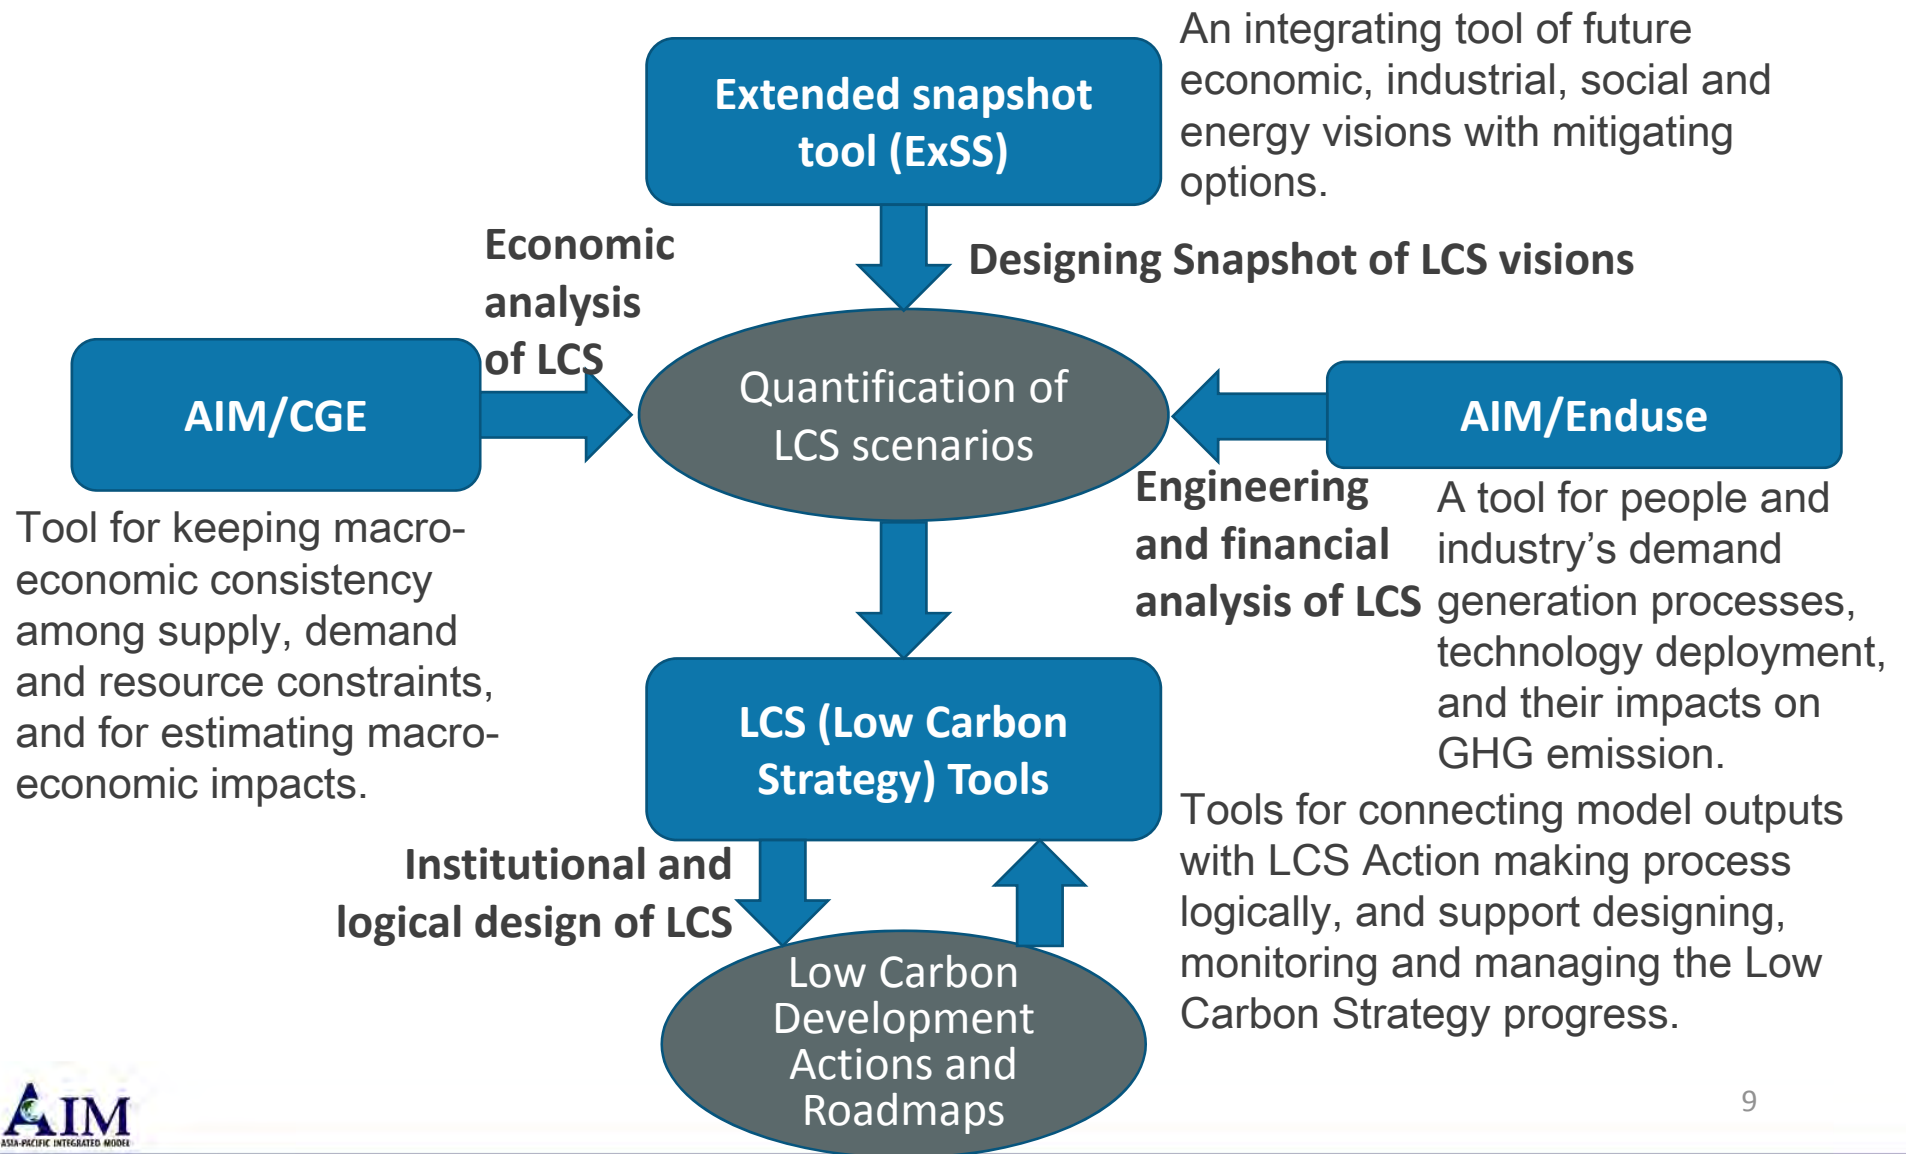 An integrating tool of future
economic, industrial, social and
energy visions with mitigating
options.
Extended snapshot
tool (ExSS)
Economic
analysis
of LCS
Designing Snapshot of LCS visions
AIM/CGE
Quantification of
LCS scenarios
AIM/Enduse
Tool for keeping macro-
economic consistency
among supply, demand
and resource constraints,
and for estimating macro-
economic impacts.
Engineering
and financial
analysis of LCS
A tool for people and
industry’s demand
generation processes,
technology deployment,
and their impacts on
GHG emission.
LCS (Low Carbon
Strategy) Tools
Tools for connecting model outputs
with LCS Action making process
logically, and support designing,
monitoring and managing the Low
Carbon Strategy progress.
Institutional and
logical design of LCS
Low Carbon
Development
Actions and
Roadmaps
AIM
ASIA-PACIFIC INTEGRATED MODEL
9